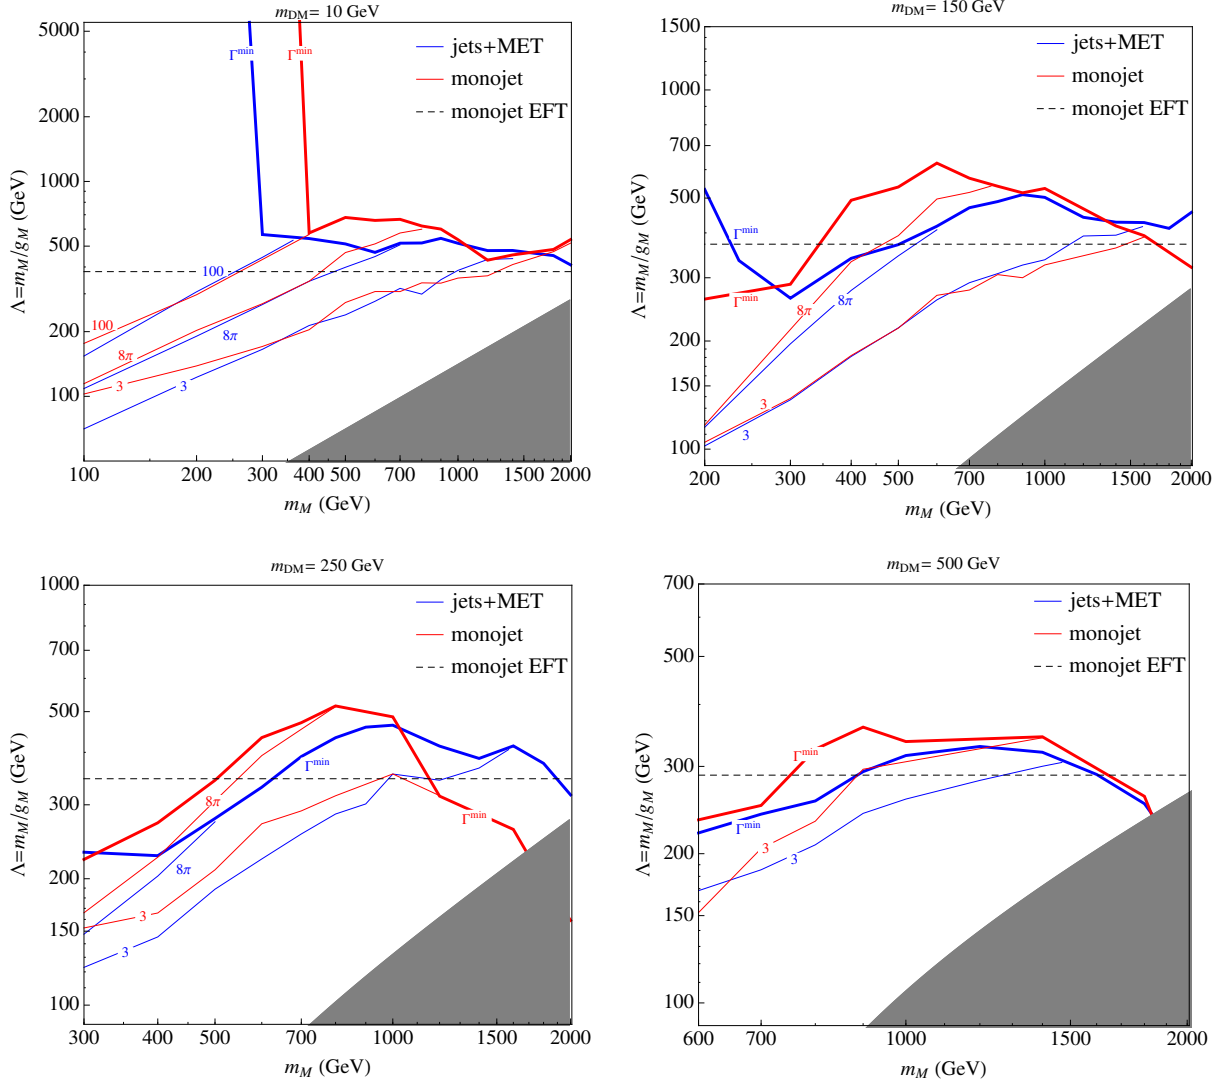 m_DM= 10 GeV
5000
2000
1000
500
200
100
Λ=m_M/g_M (GeV)
Γ^min
Γ^min
jets+MET
monojet
monojet EFT
100
100
8π
8π
3
3
100
200
300
400
500
700
1000
2000
m_M (GeV)
m_DM= 150 GeV
1500
1000
700
500
300
200
150
100
Λ=m_M/g_M (GeV)
jets+MET
monojet
monojet EFT
Γ^min
Γ^min
8π
8π
3
3
200
300
400
500
700
1000
1500
2000
m_M (GeV)
m_DM= 250 GeV
1000
700
500
300
200
150
100
Λ=m_M/g_M (GeV)
jets+MET
monojet
monojet EFT
Γ^min
8π
Γ^min
8π
3
3
300
400
500
700
1000
1500
2000
m_M (GeV)
m_DM= 500 GeV
700
500
300
200
150
100
Λ=m_M/g_M (GeV)
jets+MET
monojet
monojet EFT
Γ^min
Γ^min
3
3
600
700
1000
1500
2000
m_M (GeV)